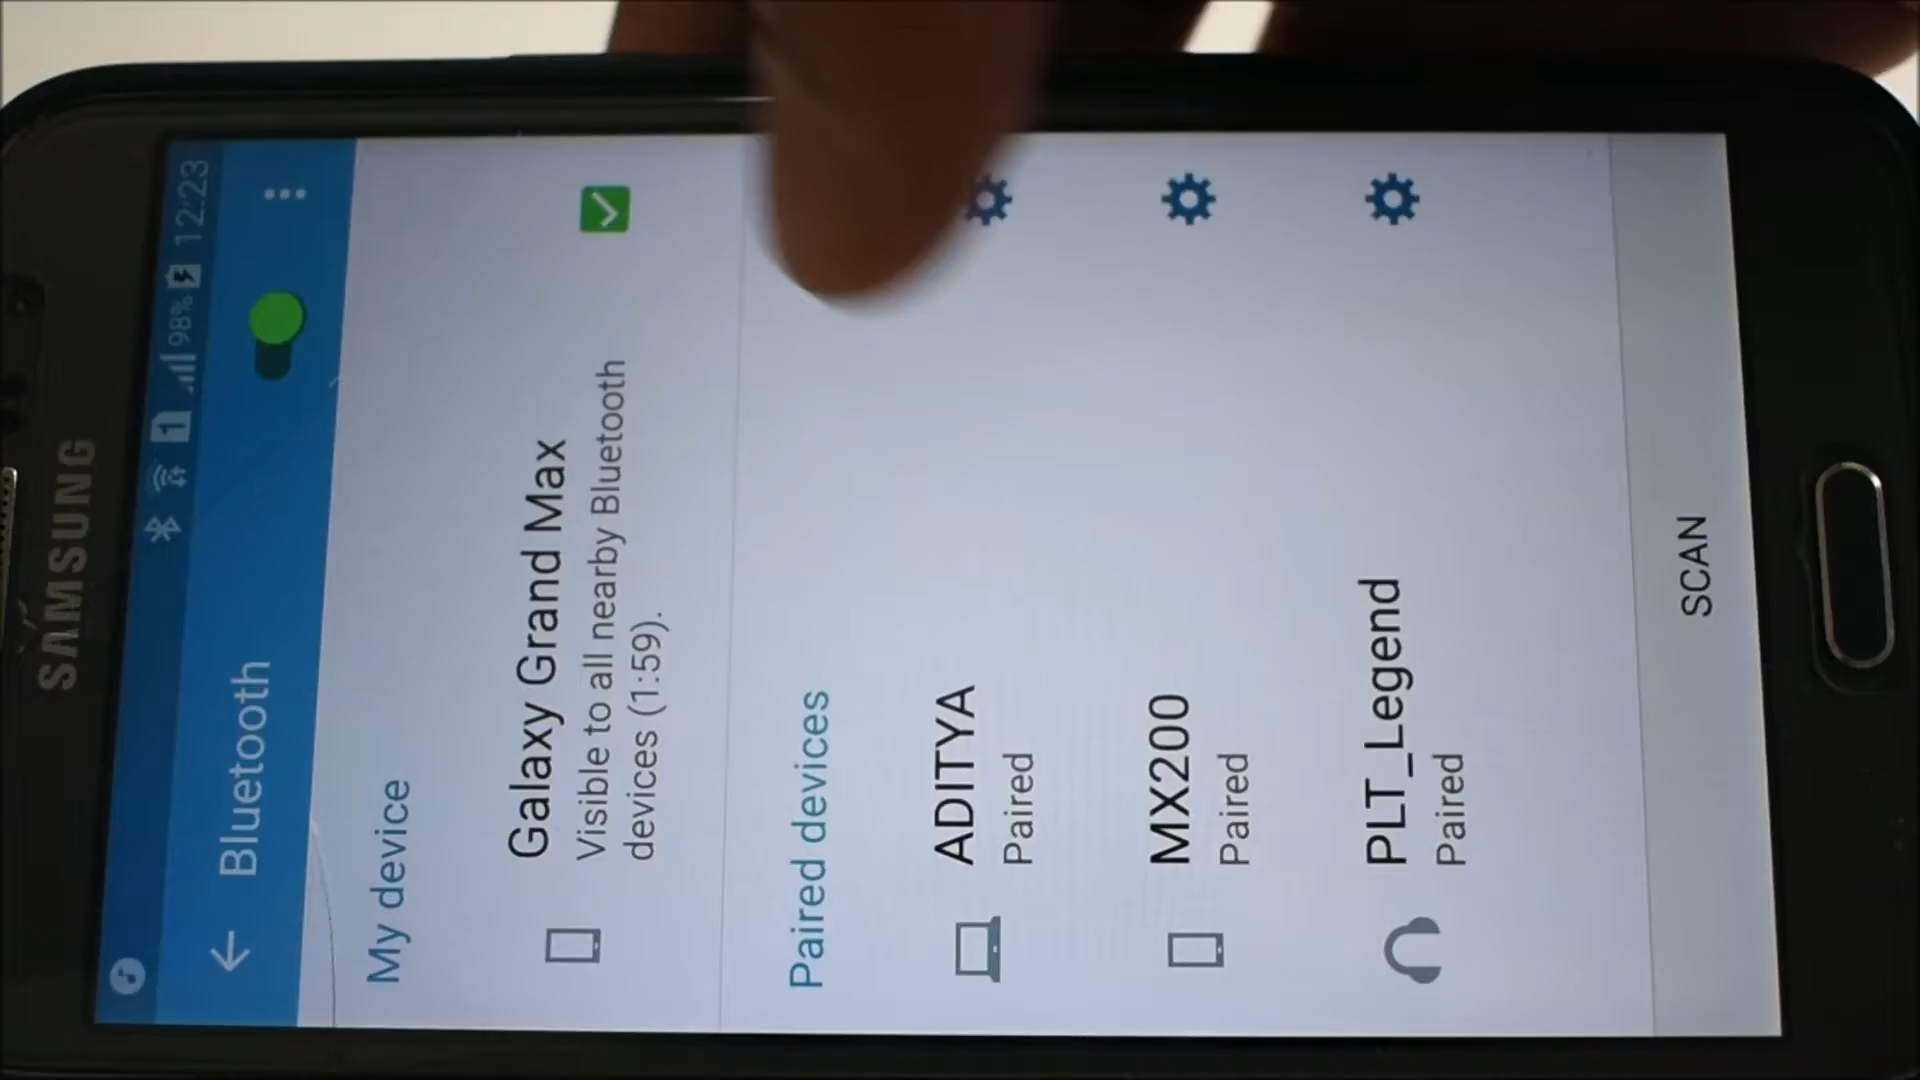 SAMSUNG
1 98% 12:23
Bluetooth
My device
Galaxy Grand Max
Visible to all nearby Bluetooth
devices (1:59).
Paired devices
ADITYA
Paired
MX200
Paired
PLT_Legend
Paired
SCAN